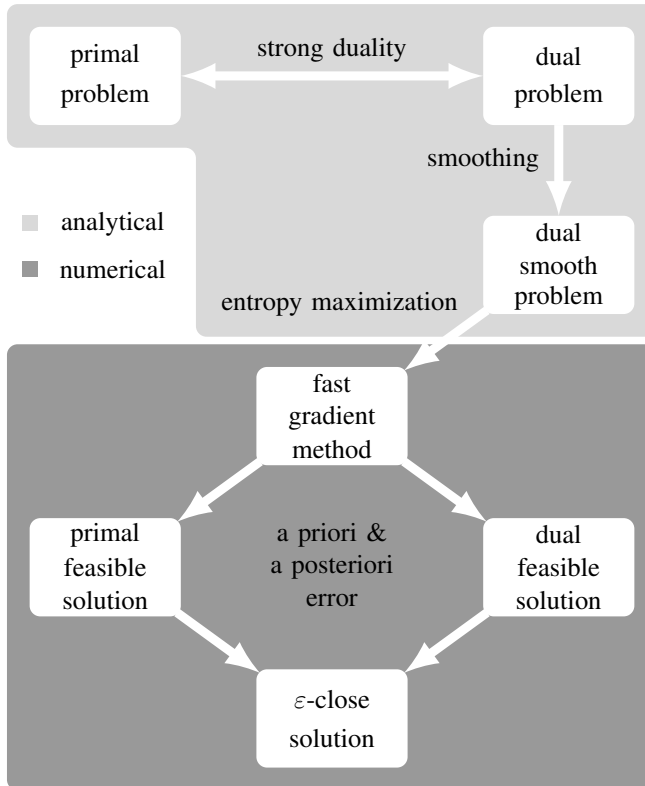 strong duality
primal
problem
dual
problem
smoothing
analytical
numerical
dual
smooth
problem
entropy maximization
fast
gradient
method
primal
feasible
solution
a priori &
a posteriori
error
dual
feasible
solution
ε-close
solution